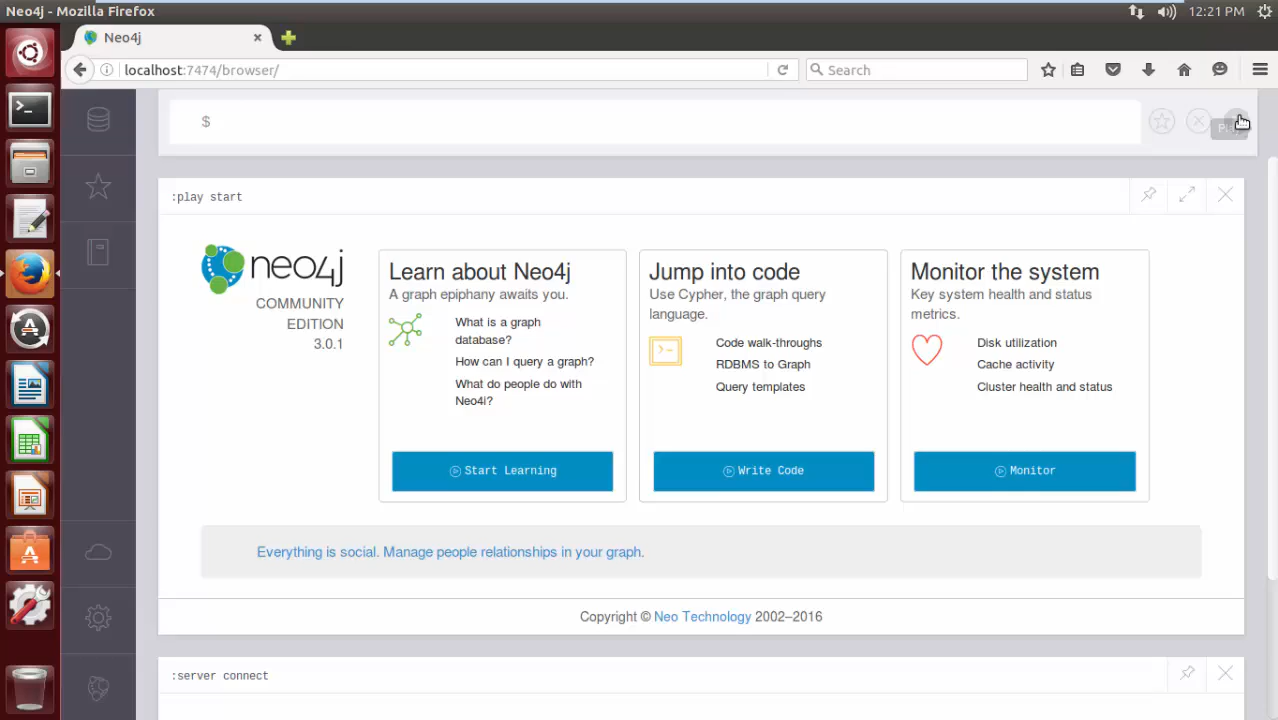 Neo4j - Mozilla Firefox
12:21 PM
Neo4j
localhost:7474/browser/
Search
$
:play start
neo4j
COMMUNITY
EDITION
3.0.1
Learn about Neo4j
A graph epiphany awaits you.
What is a graph
database?
How can I query a graph?
What do people do with
Neo4j?
Start Learning
Jump into code
Use Cypher, the graph query
language.
Code walk-throughs
RDBMS to Graph
Query templates
Write Code
Monitor the system
Key system health and status
metrics.
Disk utilization
Cache activity
Cluster health and status
Monitor
Everything is social. Manage people relationships in your graph.
Copyright © Neo Technology 2002–2016
:server connect